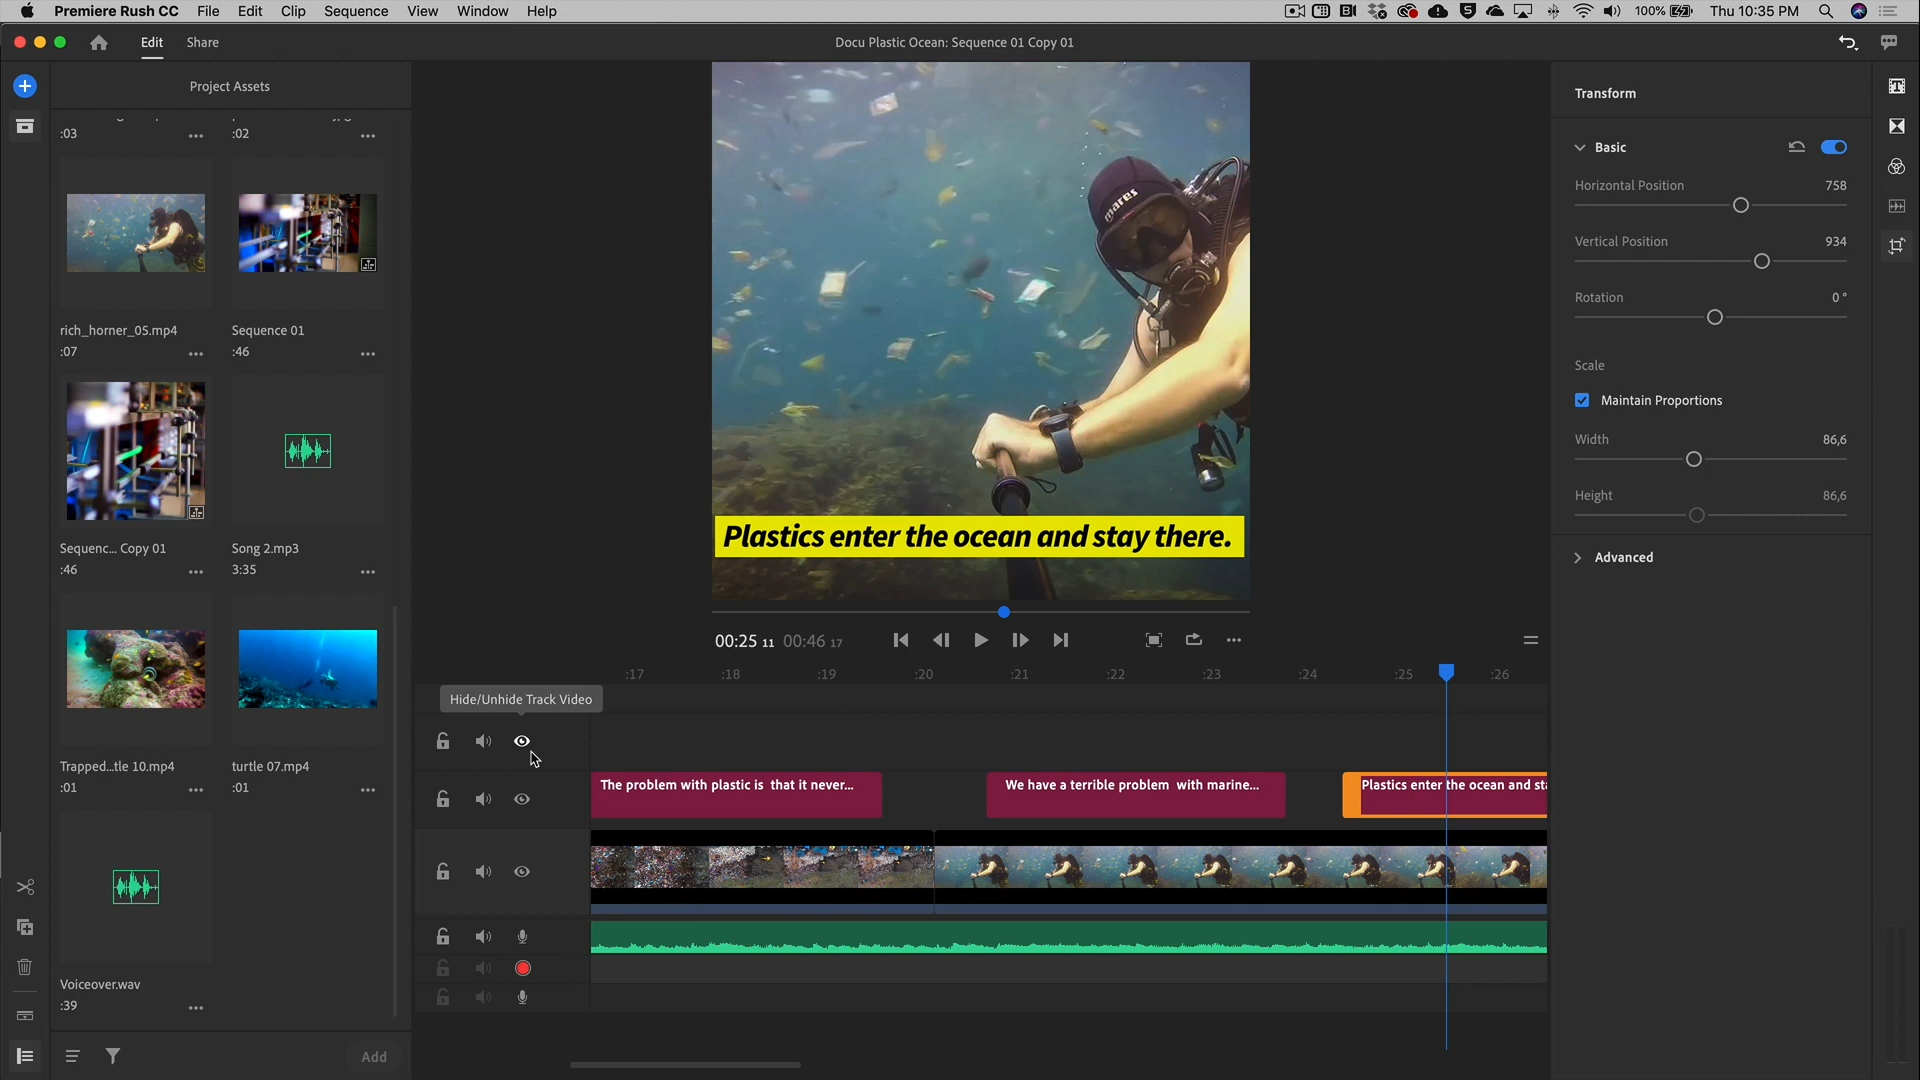 Premiere Rush CC File Edit Clip Sequence View Window Help 100% Thu 10:35 PM
Edit Share Docu Plastic Ocean: Sequence 01 Copy 01
Project Assets
:03 :02
rich_horner_05.mp4 Sequence 01
:07 :46
Sequenc... Copy 01 Song 2.mp3
:46 3:35
Trapped...tle 10.mp4 turtle 07.mp4
:01 :01
Voiceover.wav
:39
Add
mares
Plastics enter the ocean and stay there.
00:25 11 00:46 17
:17 :18 :19 :20 :21 :22 :23 :24 :25 :26
Hide/Unhide Track Video
The problem with plastic is that it never...
We have a terrible problem with marine...
Plastics enter the ocean and sta
Transform
Basic
Horizontal Position 758
Vertical Position 934
Rotation 0 °
Scale
Maintain Proportions
Width 86,6
Height 86,6
Advanced